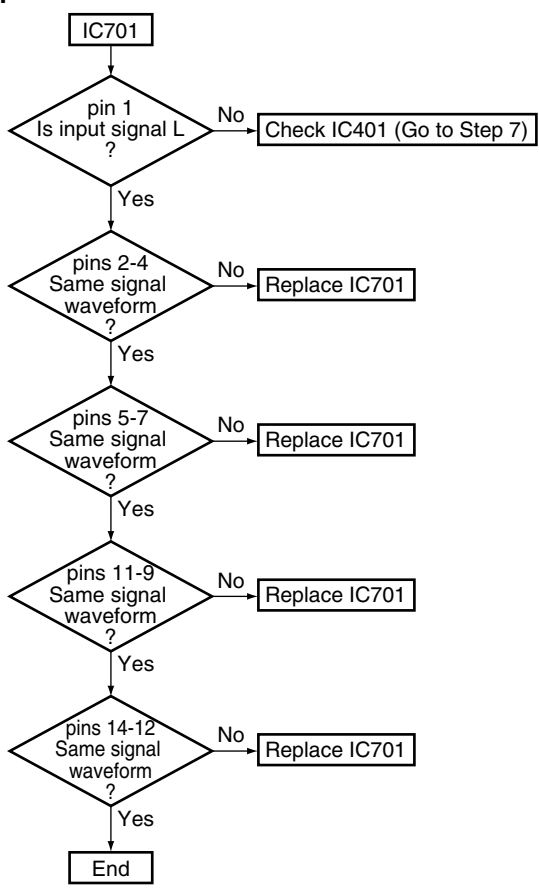 IC701
pin 1
Is input signal L
?
No
Check IC401 (Go to Step 7)
Yes
pins 2-4
Same signal
waveform
?
No
Replace IC701
Yes
pins 5-7
Same signal
waveform
?
No
Replace IC701
Yes
pins 11-9
Same signal
waveform
?
No
Replace IC701
Yes
pins 14-12
Same signal
waveform
?
No
Replace IC701
Yes
End